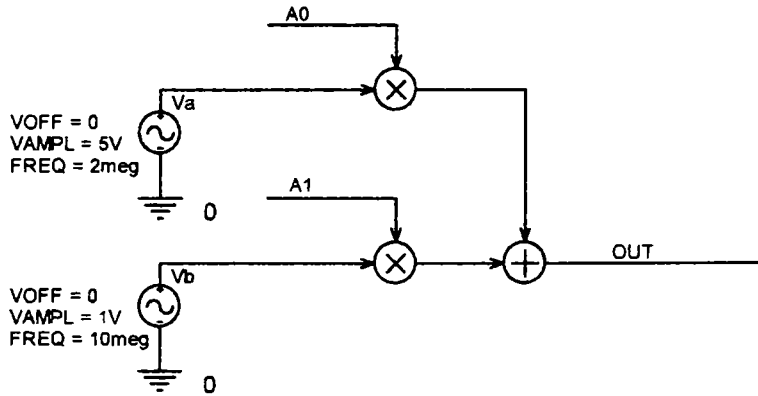 A0
Va
VOFF = 0
VAMPL = 5V
FREQ = 2meg
0
A1
Vb
OUT
VOFF = 0
VAMPL = 1V
FREQ = 10meg
0